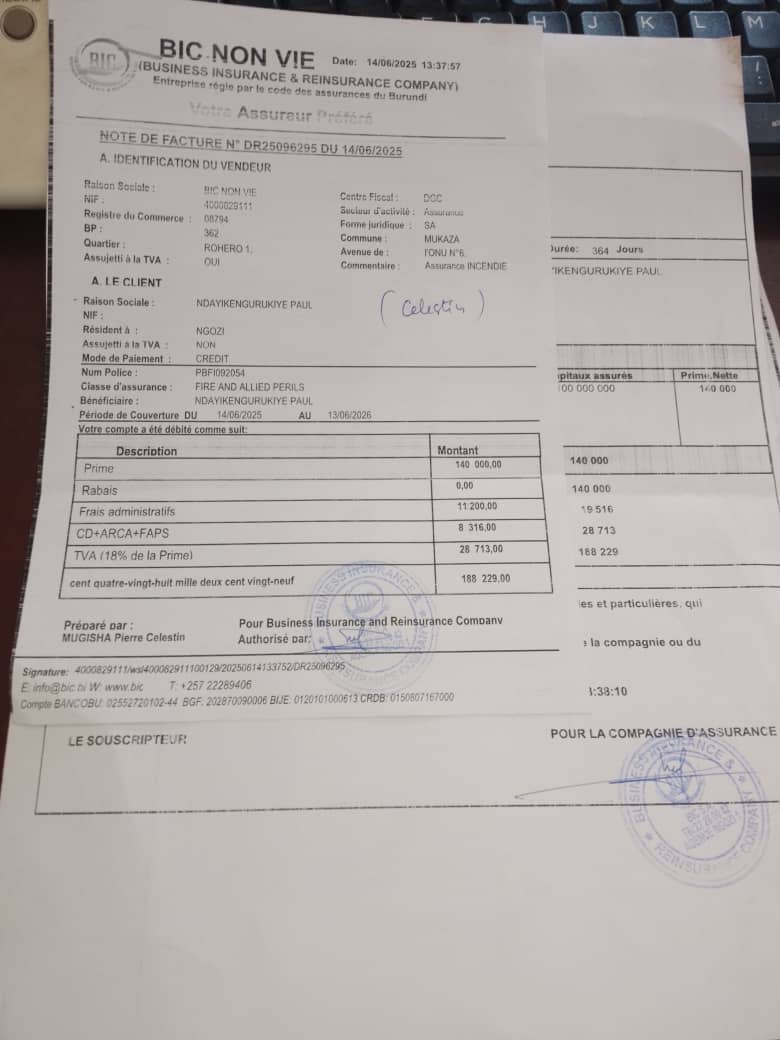 H J K L M
BIC
BIC NON VIE
Date: 14/06/2025 13:37:57
(BUSINESS INSURANCE & REINSURANCE COMPANY)
Entreprise régie par le code des assurances du Burundi
Votre Assureur Préféré
NOTE DE FACTURE N° DR25096295 DU 14/06/2025
A. IDENTIFICATION DU VENDEUR
Raison Sociale : BIC NON VIE Centre Fiscal : DGC
NIF : 4000829111 Secteur d'activité : Assurance
Registre du Commerce : 08794 Forme juridique : SA
BP : 362 Commune : MUKAZA
Quartier : ROHERO 1, Avenue de : l'ONU N°6.
Assujetti à la TVA : OUI Commentaire : Assurance INCENDIE
A. LE CLIENT
Raison Sociale : NDAYIKENGURUKIYE PAUL (Celestin)
NIF :
Résident à : NGOZI
Assujetti à la TVA : NON
Mode de Paiement : CREDIT
Num Police : PBFI092054
Classe d'assurance : FIRE AND ALLIED PERILS
Bénéficiaire : NDAYIKENGURUKIYE PAUL
Période de Couverture DU 14/06/2025 AU 13/06/2026
Votre compte a été débité comme suit:
Description Montant
Prime 140 000,00
Rabais 0,00
Frais administratifs 11 200,00
CD+ARCA+FAPS 8 316,00
TVA (18% de la Prime) 28 713,00
cent quatre-vingt-huit mille deux cent vingt-neuf 188 229,00
Préparé par : Pour Business Insurance and Reinsurance Company
MUGISHA Pierre Celestin Authorisé par:
Signature: 4000829111/wsl400082911100129/20250614133752/DR25096295
E: info@bic.bi W: www.bic T: +257 22289406
Compte BANCOBU: 02552720102-44 BGF: 202870090006 BIJE: 0120101000613 CRDB: 0150807167000
Durée: 364 Jours
YIKENGURUKIYE PAUL
pitaux assurés Prime Nette
100 000 000 140 000
140 000
140 000
19 516
28 713
188 229
les et particulières, qui
la compagnie ou du
:38:10
LE SOUSCRIPTEUR
POUR LA COMPAGNIE D'ASSURANCE
BUSINESS INSURANCE & REINSURANCE COMPANY